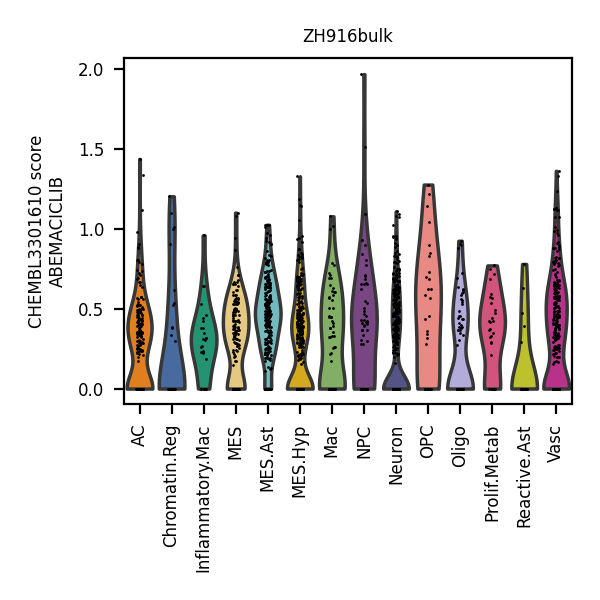 ZH916bulk
CHEMBL3301610 score
ABEMACICLIB
2.0
1.5
1.0
0.5
0.0
AC
Chromatin.Reg
Inflammatory.Mac
MES
MES.Ast
MES.Hyp
Mac
NPC
Neuron
OPC
Oligo
Prolif.Metab
Reactive.Ast
Vasc